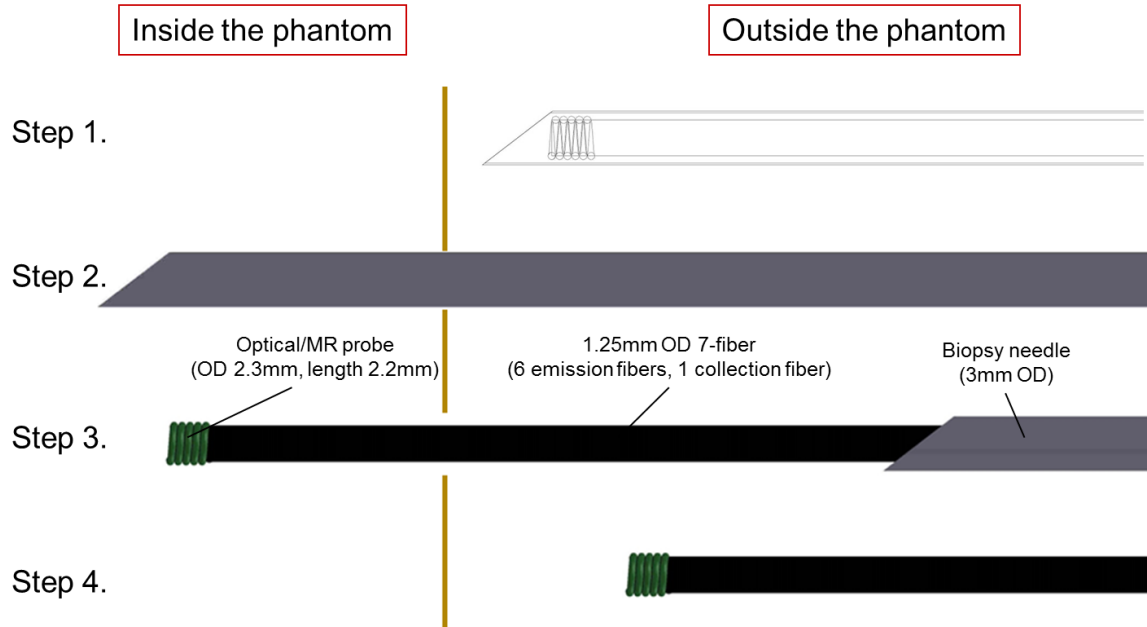 Inside the phantom
Outside the phantom
Step 1.
Step 2.
Optical/MR probe
(OD 2.3mm, length 2.2mm)
1.25mm OD 7-fiber
(6 emission fibers, 1 collection fiber)
Biopsy needle
(3mm OD)
Step 3.
Step 4.